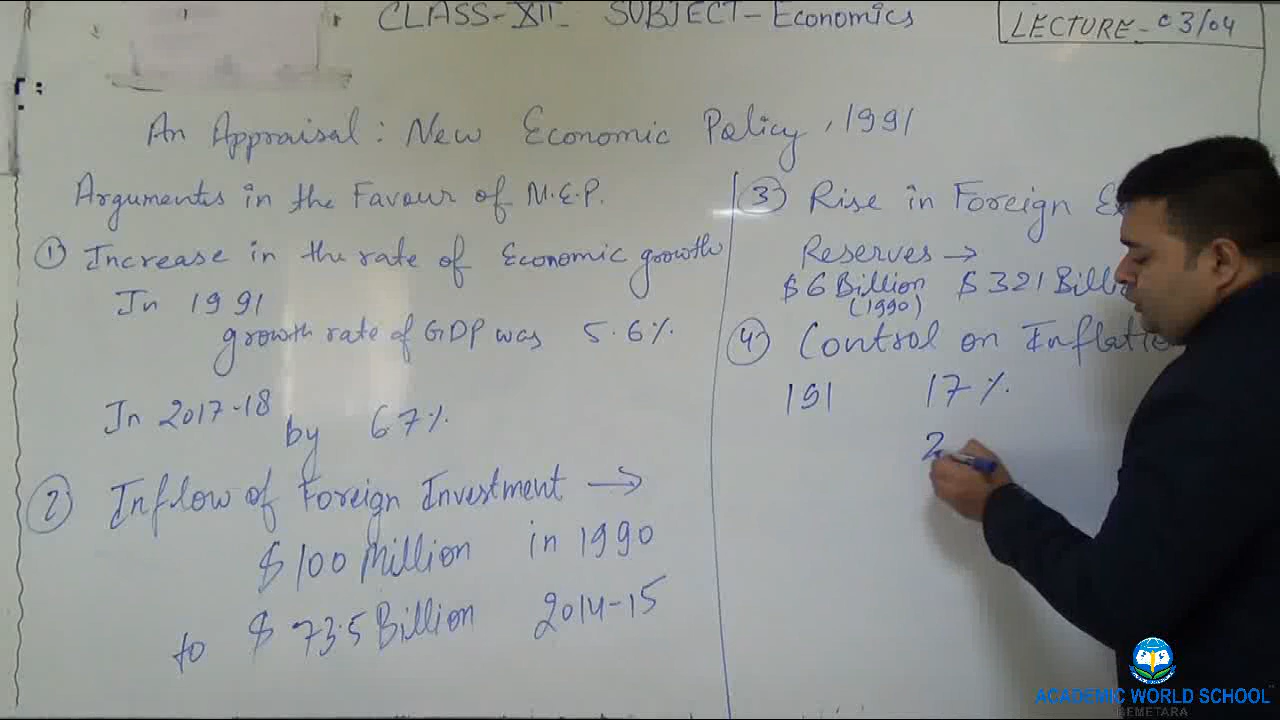 CLASS-XII SUBJECT-Economics
LECTURE-03/04
An Appraisal: New Economic Policy, 1991
Arguments in the Favour of N.E.P.
① Increase in the rate of Economic growth
In 1991
growth rate of GDP was 5.6%.
In 2017-18
by 6.7%
② Inflow of Foreign Investment →
$100 Million in 1990
to $ 73.5 Billion 2014-15
③ Rise in Foreign
Reserves →
$6 Billion $321
(1990)
④ Control on
191 17%.
2
ACADEMIC WORLD SCHOOL
BEMETARA